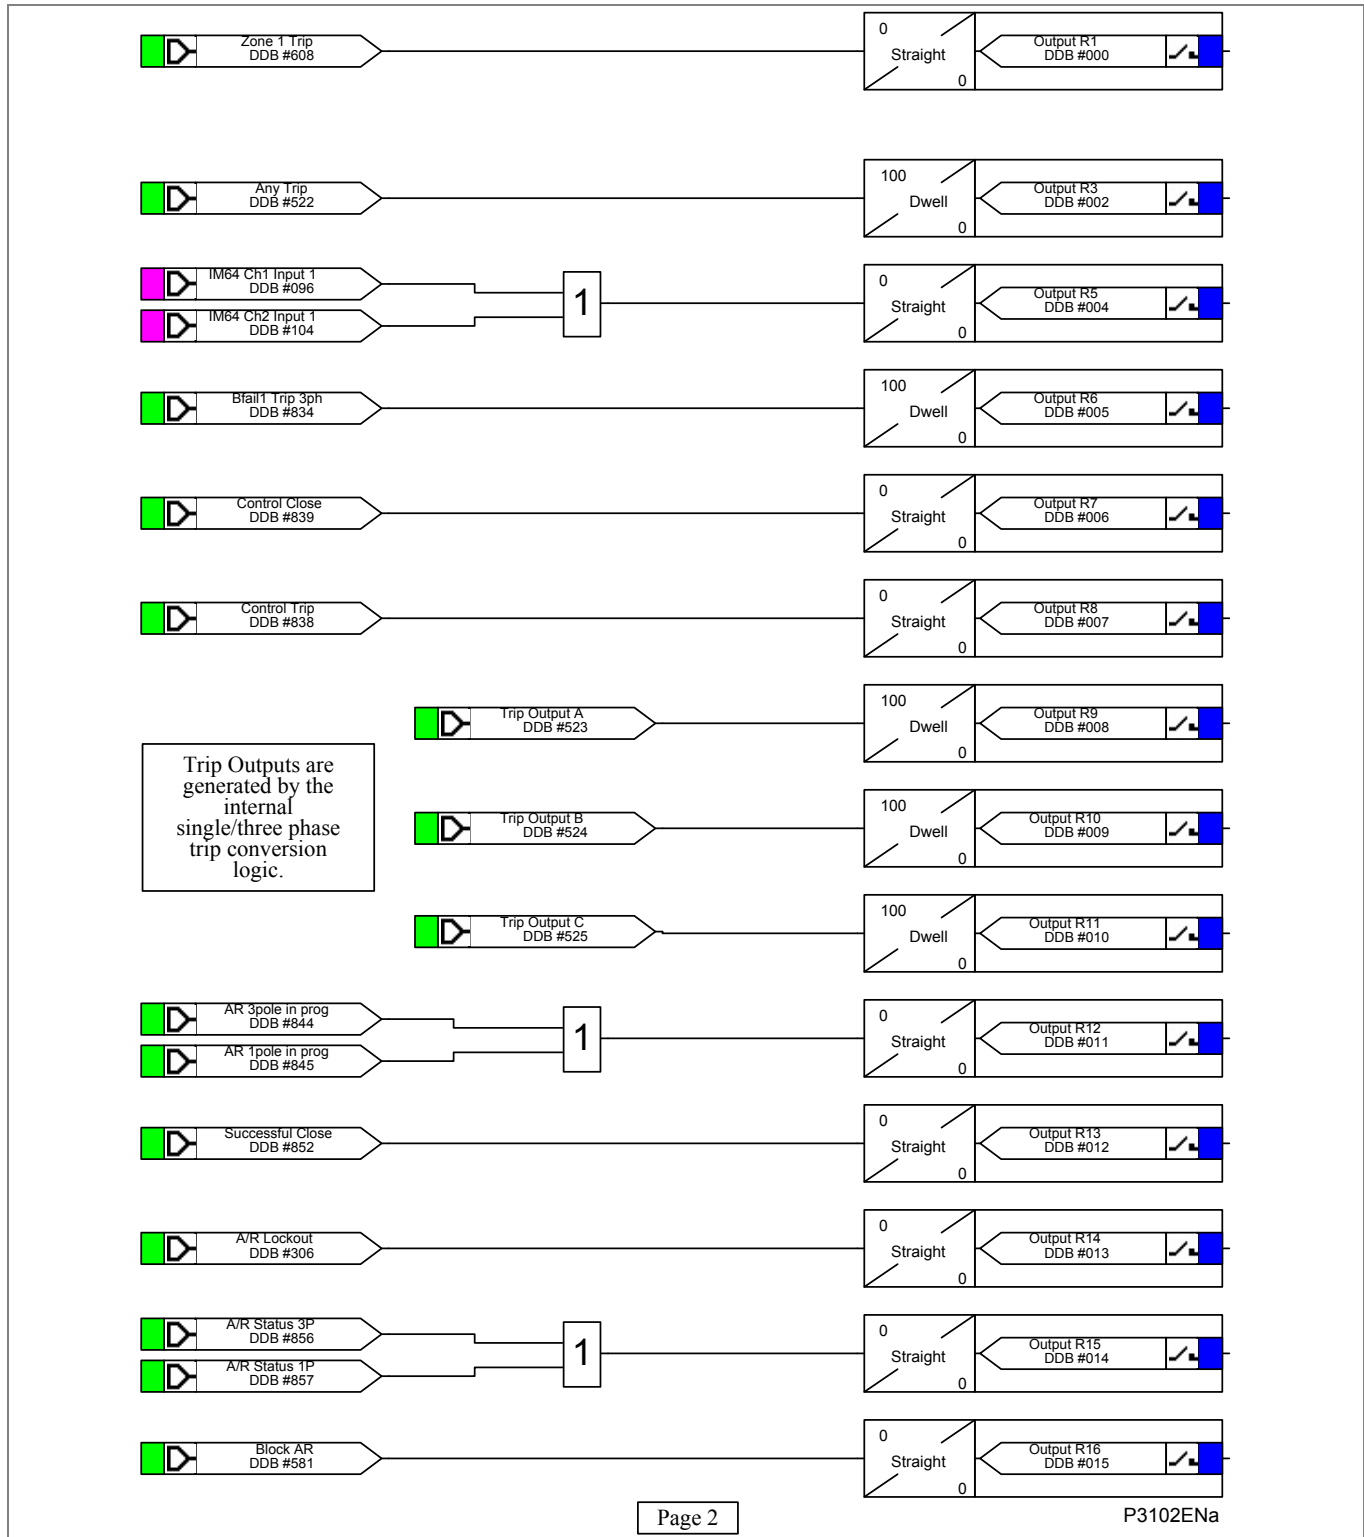 Zone 1 Trip
DDB #608
0
Straight
0
Output R1
DDB #000
Any Trip
DDB #522
100
Dwell
0
Output R3
DDB #002
IM64 Ch1 Input 1
DDB #096
IM64 Ch2 Input 1
DDB #104
1
0
Straight
0
Output R5
DDB #004
Bfail1 Trip 3ph
DDB #834
100
Dwell
0
Output R6
DDB #005
Control Close
DDB #839
0
Straight
0
Output R7
DDB #006
Control Trip
DDB #838
0
Straight
0
Output R8
DDB #007
Trip Output A
DDB #523
100
Dwell
0
Output R9
DDB #008
Trip Outputs are
generated by the
internal
single/three phase
trip conversion
logic.
Trip Output B
DDB #524
100
Dwell
0
Output R10
DDB #009
Trip Output C
DDB #525
100
Dwell
0
Output R11
DDB #010
AR 3pole in prog
DDB #844
AR 1pole in prog
DDB #845
1
0
Straight
0
Output R12
DDB #011
Successful Close
DDB #852
0
Straight
0
Output R13
DDB #012
A/R Lockout
DDB #306
0
Straight
0
Output R14
DDB #013
A/R Status 3P
DDB #856
A/R Status 1P
DDB #857
1
0
Straight
0
Output R15
DDB #014
Block AR
DDB #581
0
Straight
0
Output R16
DDB #015
Page 2
P3102ENa